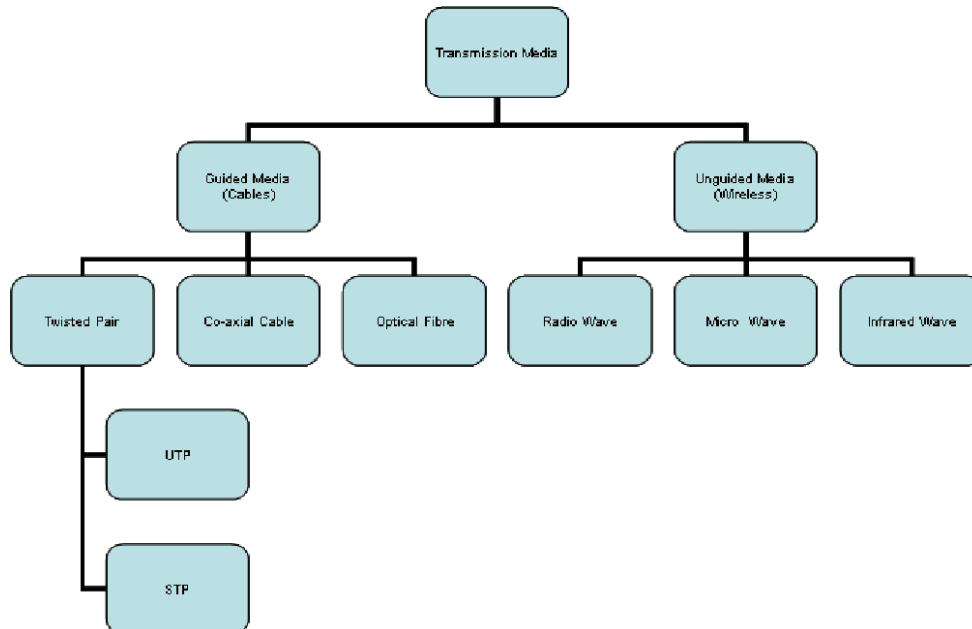 Transmission Media
Guided Media
(Cables)
Unguided Media
(Wireless)
Twisted Pair
Co-axial Cable
Optical Fibre
Radio Wave
Micro Wave
Infrared Wave
UTP
STP